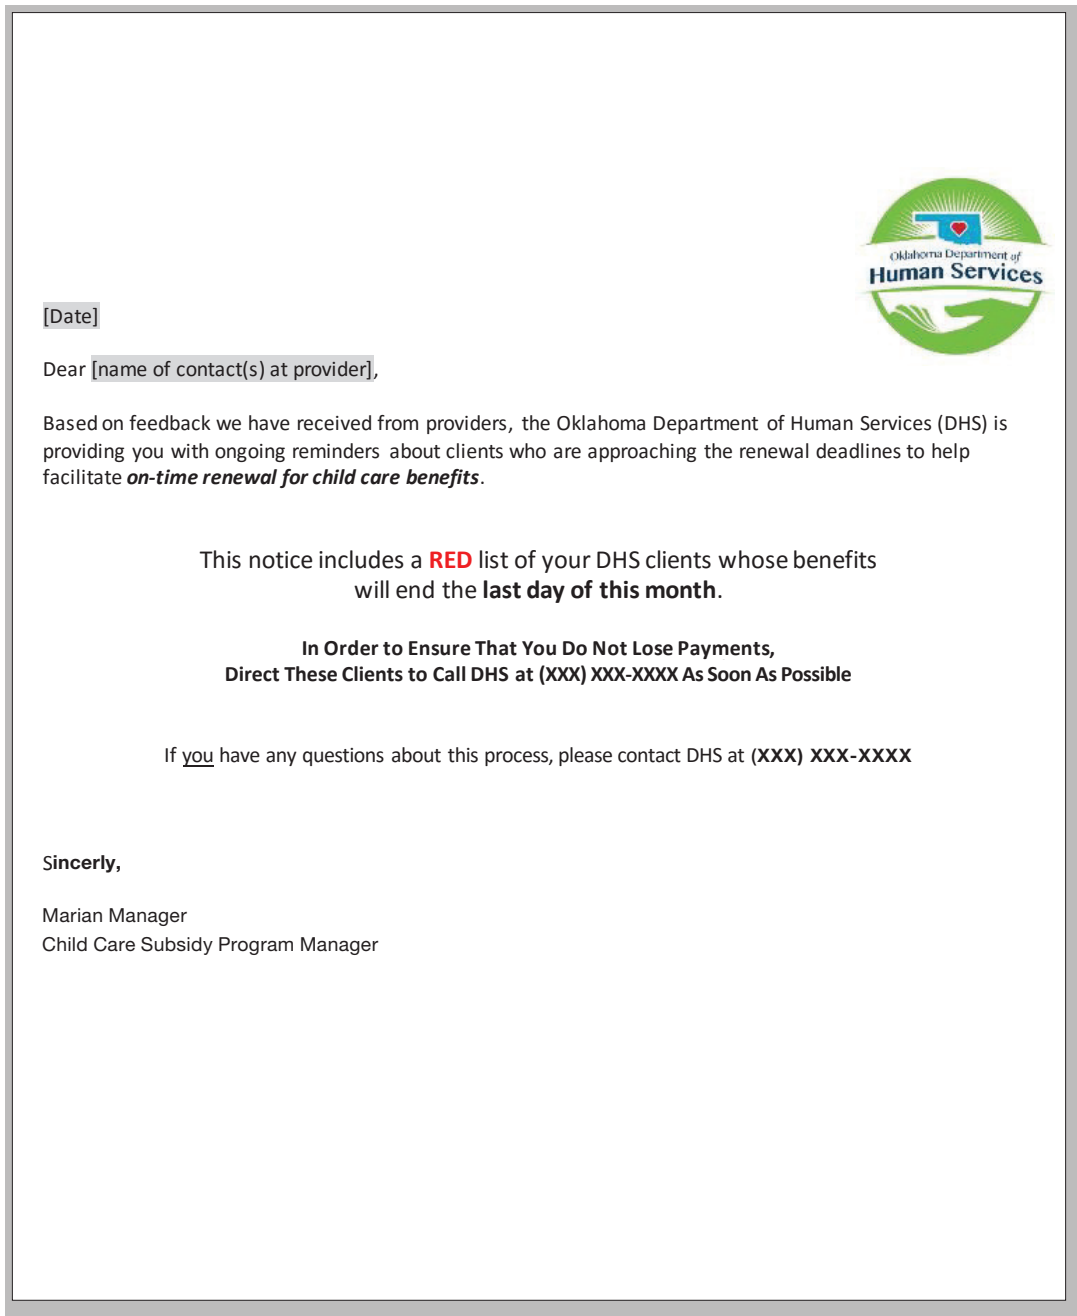 Oklahoma Department of
Human Services
[Date]
Dear [name of contact(s) at provider],
Based on feedback we have received from providers, the Oklahoma Department of Human Services (DHS) is
providing you with ongoing reminders about clients who are approaching the renewal deadlines to help
facilitate on-time renewal for child care benefits.
This notice includes a RED list of your DHS clients whose benefits
will end the last day of this month.
In Order to Ensure That You Do Not Lose Payments,
Direct These Clients to Call DHS at (XXX) XXX-XXXX As Soon As Possible
If you have any questions about this process, please contact DHS at (XXX) XXX-XXXX
Sincerly,
Marian Manager
Child Care Subsidy Program Manager